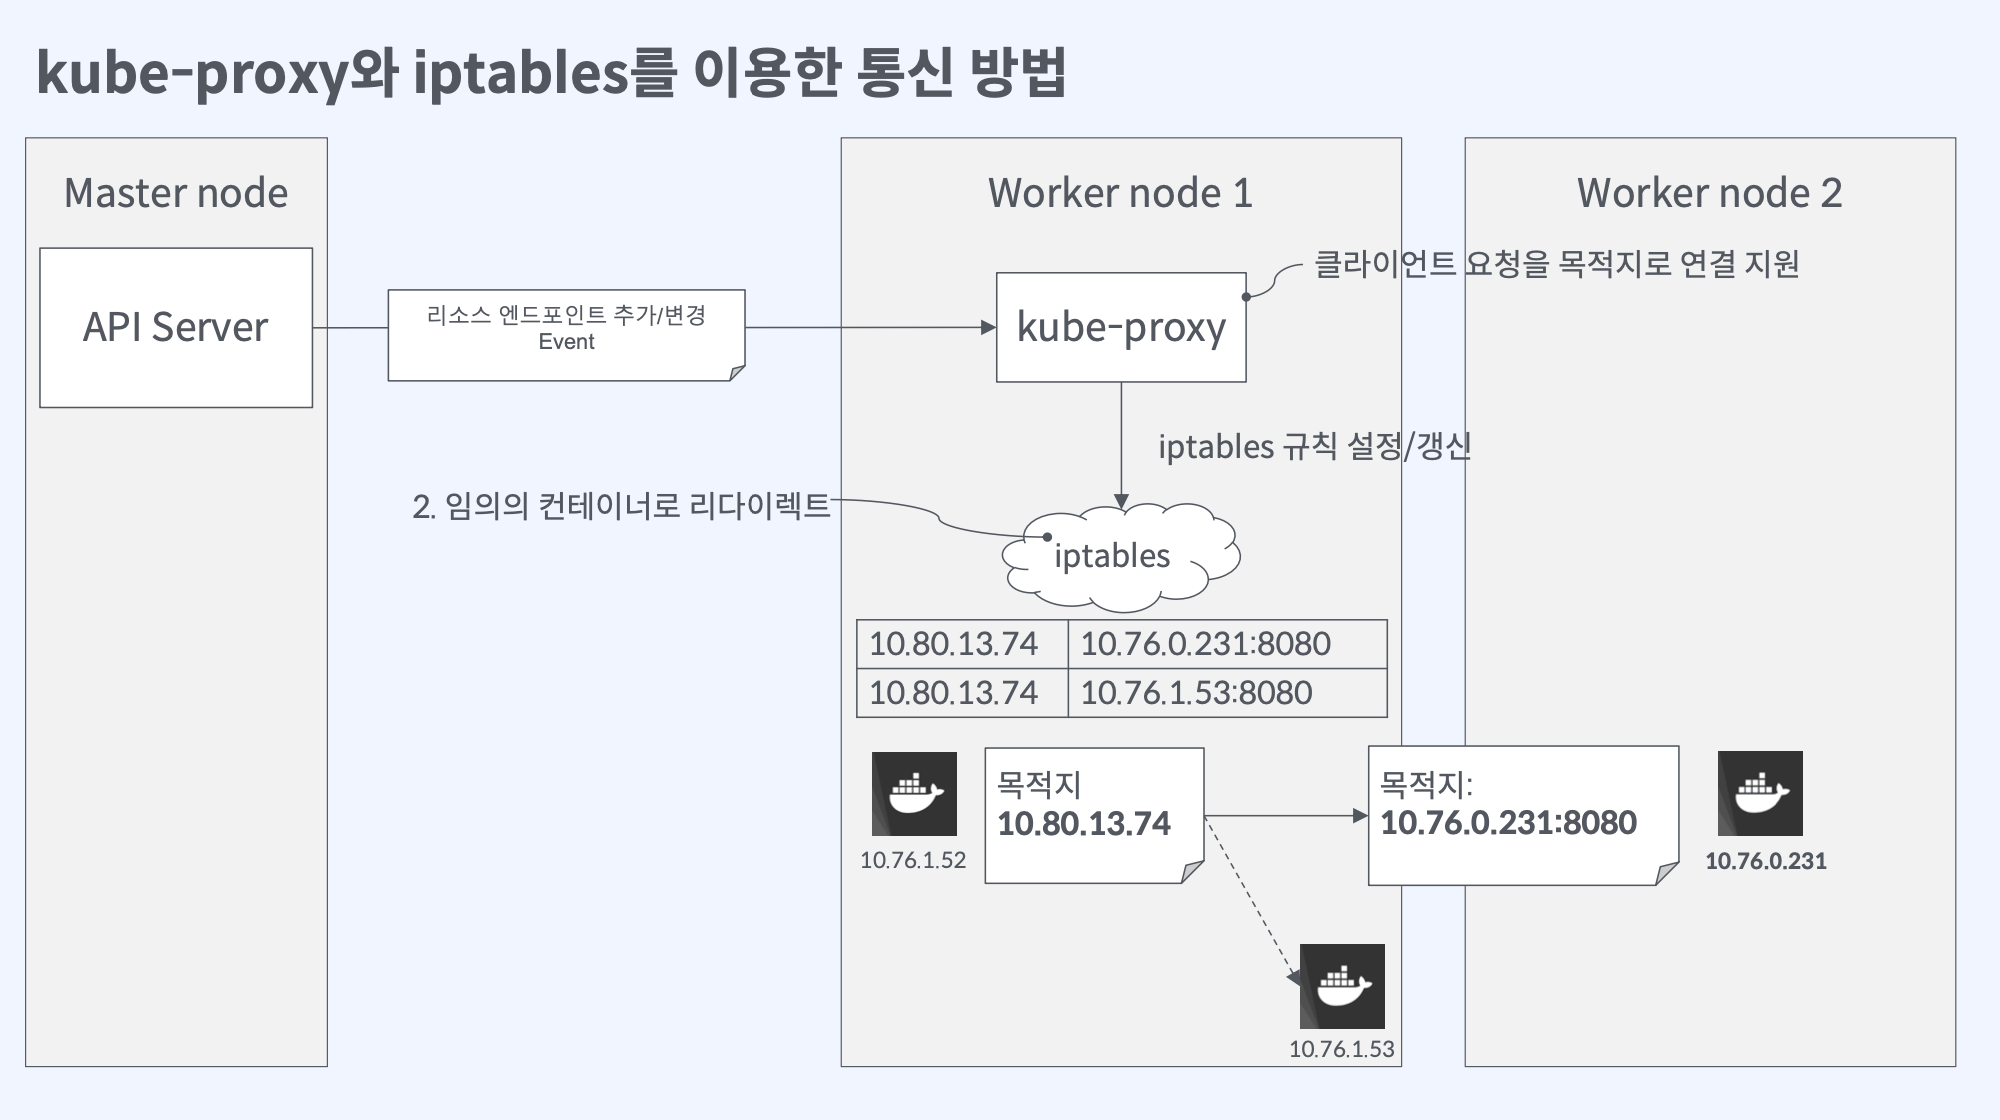 kube-proxy와 iptables를 이용한 통신 방법
Master node
Worker node 1
Worker node 2
클라이언트 요청을 목적지로 연결 지원
API Server
리소스 엔드포인트 추가/변경
Event
kube-proxy
iptables 규칙 설정/갱신
2. 임의의 컨테이너로 리다이렉트
iptables
10.80.13.74 10.76.0.231:8080
10.80.13.74 10.76.1.53:8080
목적지
10.80.13.74
목적지:
10.76.0.231:8080
10.76.1.52
10.76.0.231
10.76.1.53